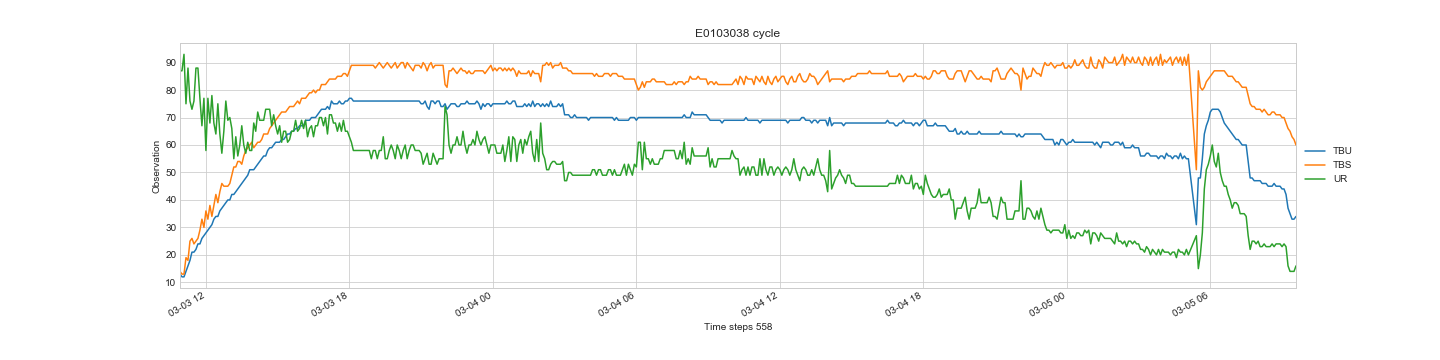 E0103038 cycle
Observation
90
80
70
60
50
40
30
20
10
03-03 12
03-03 18
03-04 00
03-04 06
03-04 12
03-04 18
03-05 00
03-05 06
Time steps 558
TBU
TBS
UR